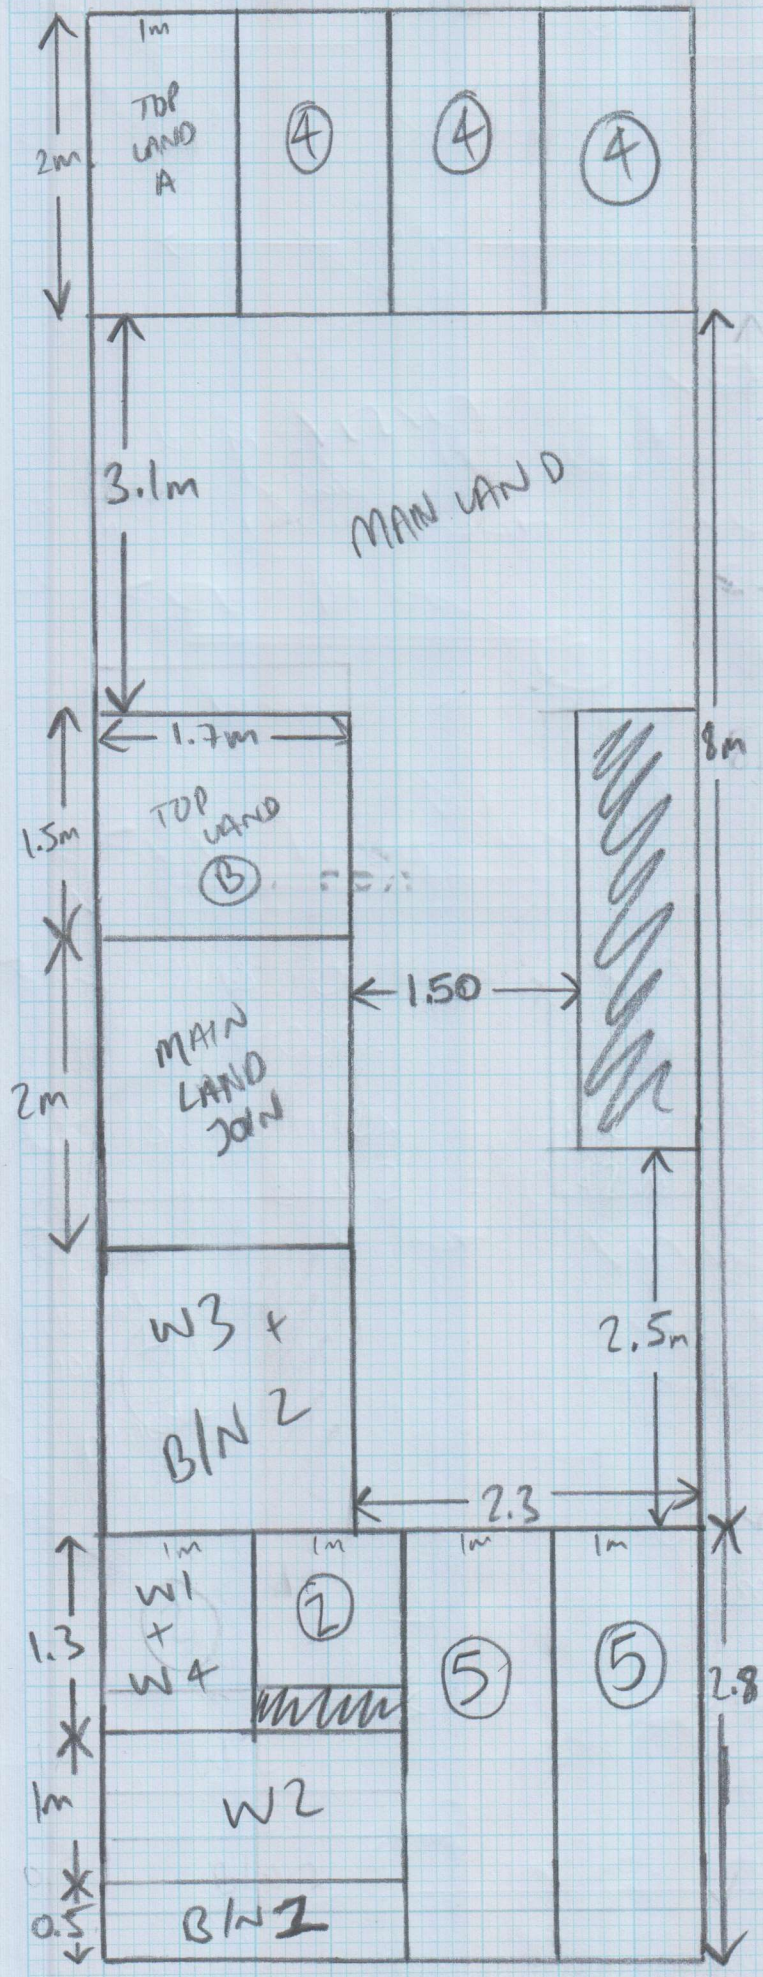 1m
TOP
LAND
A
4
4
4
2m
3.1m
MAIN LAND
1.7m
8m
TOP
LAND
B
1.5m
1.50
MAIN
LAND
JOIN
2m
W3 +
B/N 2
2.5m
2.3
1m
1m
1m
1m
W1
+
W4
2
5
5
1.3
2.8
W2
1m
B/N 1
0.5